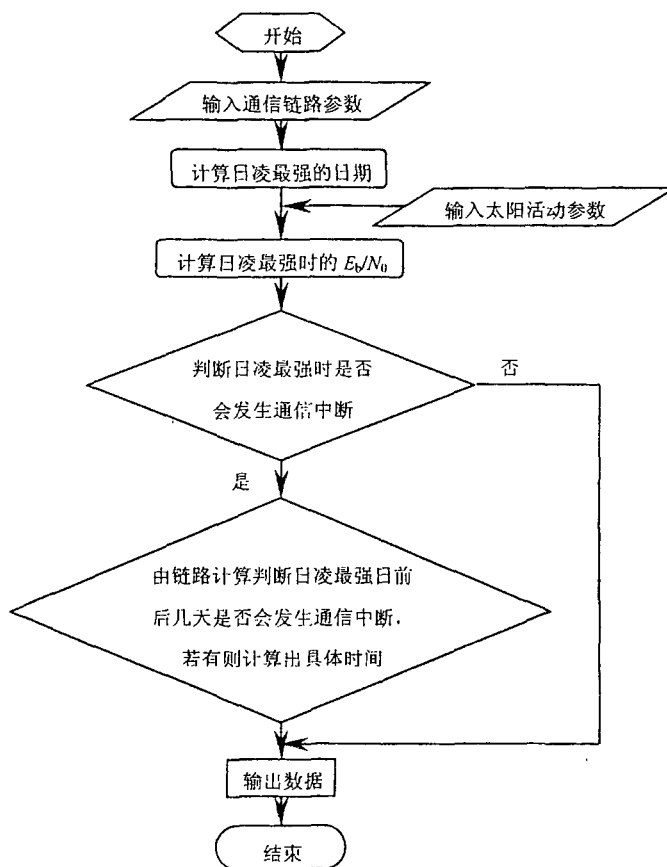 开始
输入通信链路参数
计算日凌最强的日期
输入太阳活动参数
计算日凌最强时的 E_b/N_0
判断日凌最强时是否
会发生通信中断
否
是
由链路计算判断日凌最强日前
后几天是否会发生通信中断,
若有则计算出具体时间
输出数据
结束